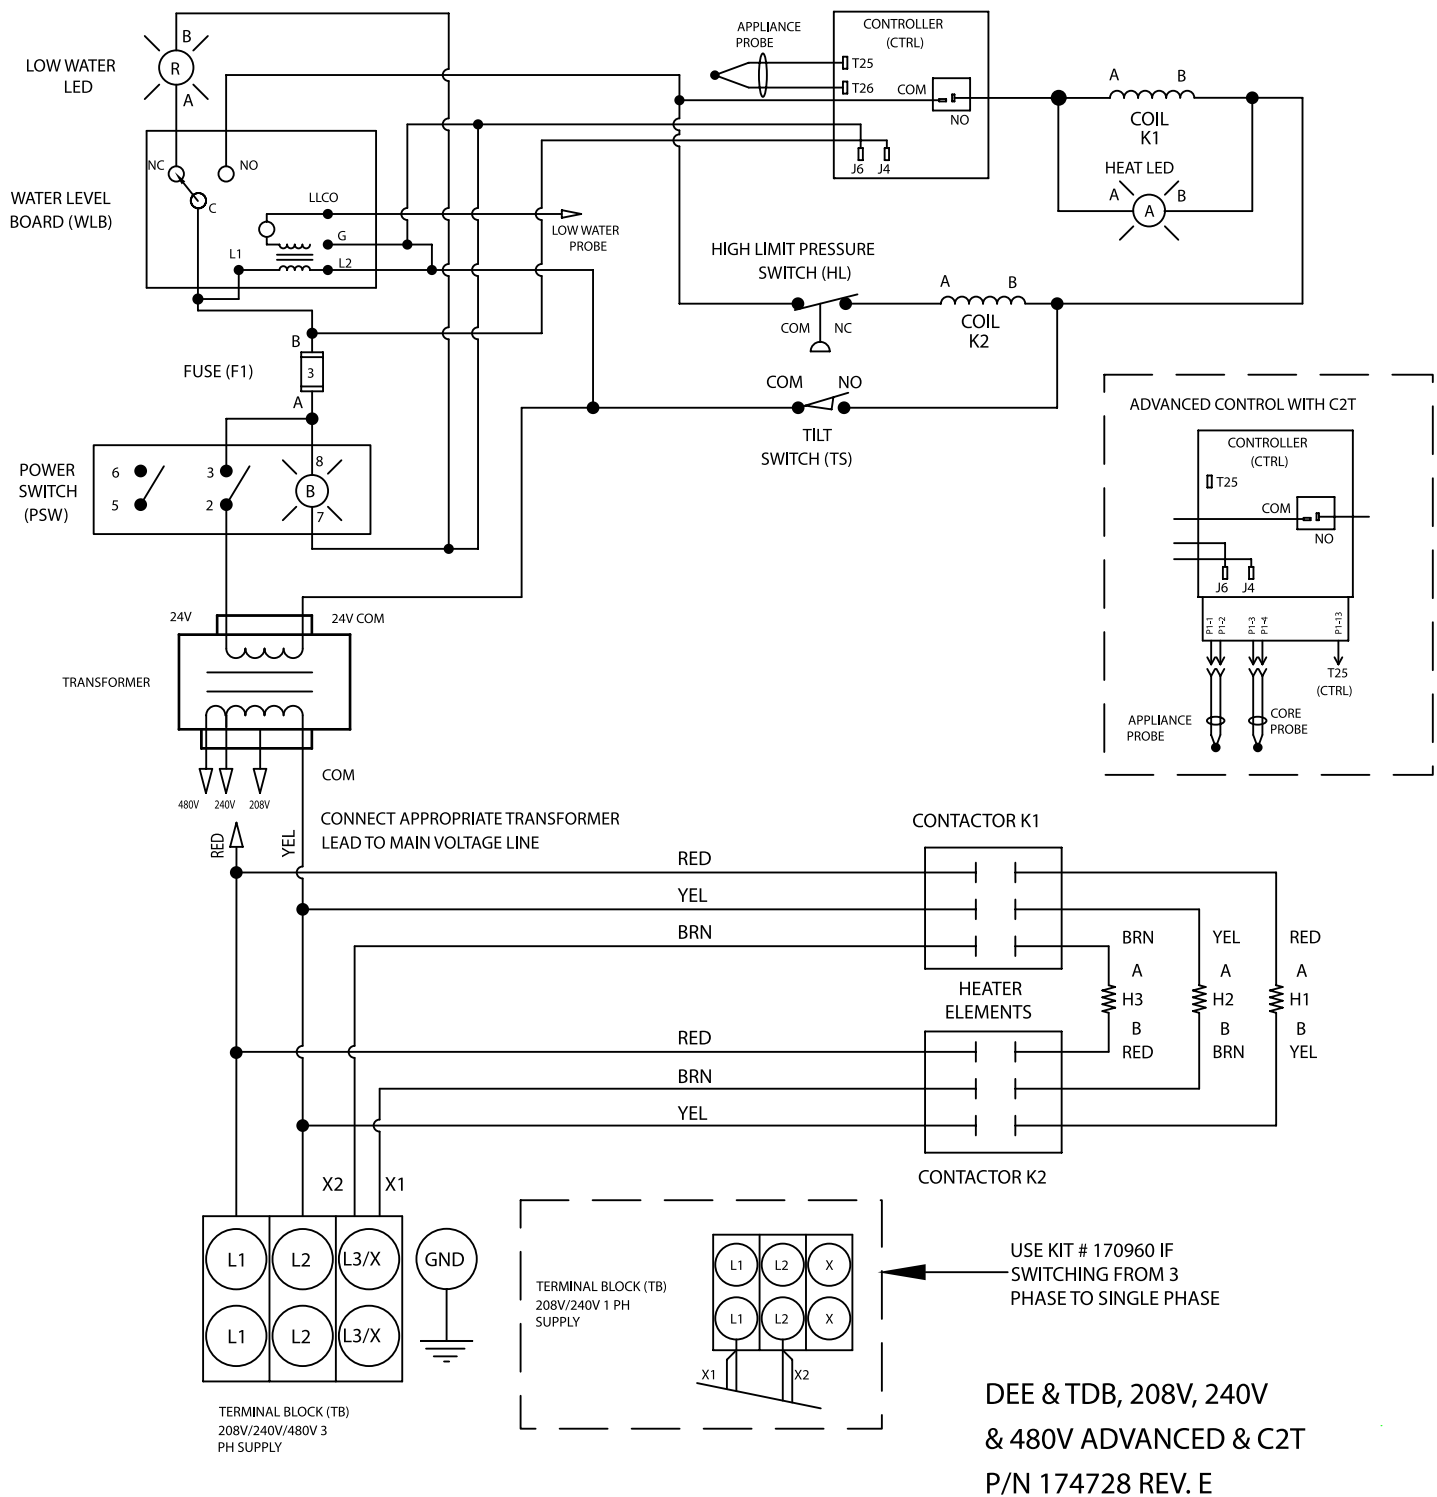 B
LOW WATER
LED
R
A
APPLIANCE
PROBE
CONTROLLER
(CTRL)
T25
T26
COM
NO
J6
J4
A
B
COIL
K1
HEAT LED
A
B
A
NC
NO
C
WATER LEVEL
BOARD (WLB)
LLCO
G
L1
L2
LOW WATER
PROBE
HIGH LIMIT PRESSURE
SWITCH (HL)
COM
NC
A
B
COIL
K2
B
FUSE (F1)
3
A
COM
NO
TILT
SWITCH (TS)
POWER
SWITCH
(PSW)
6
5
3
2
8
B
7
ADVANCED CONTROL WITH C2T
CONTROLLER
(CTRL)
T25
COM
NO
J6
J4
P1-1
P1-2
P1-3
P1-4
P1-13
T25
(CTRL)
APPLIANCE
PROBE
CORE
PROBE
24V
24V COM
TRANSFORMER
COM
480V
240V
208V
RED
YEL
CONNECT APPROPRIATE TRANSFORMER
LEAD TO MAIN VOLTAGE LINE
CONTACTOR K1
RED
YEL
BRN
BRN
YEL
RED
A
A
A
HEATER
ELEMENTS
H3
H2
H1
B
B
B
RED
BRN
YEL
RED
BRN
YEL
CONTACTOR K2
X2
X1
L1
L2
L3/X
GND
L1
L2
L3/X
TERMINAL BLOCK (TB)
208V/240V/480V 3
PH SUPPLY
TERMINAL BLOCK (TB)
208V/240V 1 PH
SUPPLY
L1
L2
X
L1
L2
X
X1
X2
USE KIT # 170960 IF
SWITCHING FROM 3
PHASE TO SINGLE PHASE
DEE & TDB, 208V, 240V
& 480V ADVANCED & C2T
P/N 174728 REV. E